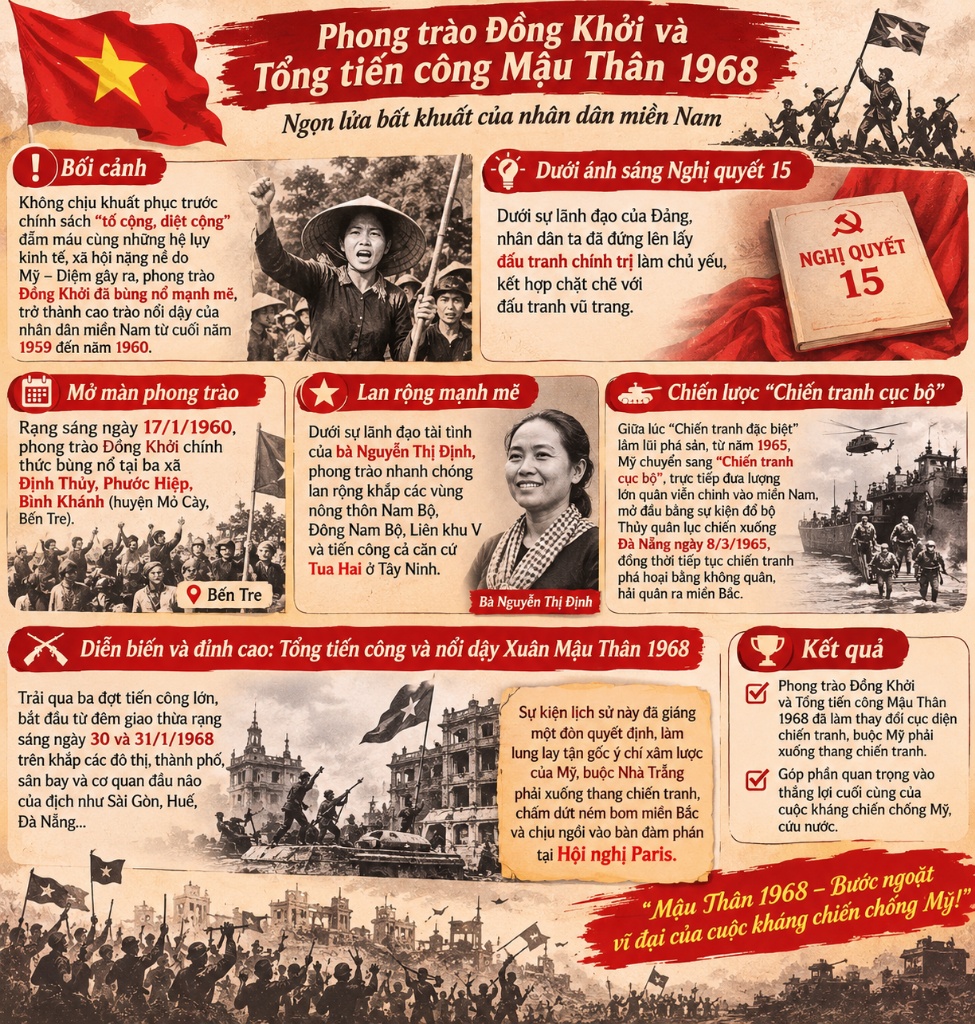 Phong trào Đồng Khởi và
Tổng tiến công Mậu Thân 1968
Ngọn lửa bất khuất của nhân dân miền Nam
Bối cảnh
Không chịu khuất phục trước
chính sách “tố cộng, diệt cộng”
đẫm máu cùng những hệ lụy
kinh tế, xã hội nặng nề do
Mỹ – Diệm gây ra, phong trào
Đồng Khởi đã bùng nổ mạnh mẽ,
trở thành cao trào nổi dậy của
nhân dân miền Nam từ cuối năm
1959 đến năm 1960.
Dưới ánh sáng Nghị quyết 15
Dưới sự lãnh đạo của Đảng,
nhân dân ta đã đứng lên lấy
đấu tranh chính trị làm chủ yếu,
kết hợp chặt chẽ với
đấu tranh vũ trang.
NGHỊ QUYẾT
15
Mở màn phong trào
Rạng sáng ngày 17/1/1960,
phong trào Đồng Khởi chính
thức bùng nổ tại ba xã
Định Thủy, Phước Hiệp,
Bình Khánh (huyện Mỏ Cày,
Bến Tre).
Bến Tre
Lan rộng mạnh mẽ
Dưới sự lãnh đạo tài tình
của bà Nguyễn Thị Định,
phong trào nhanh chóng
lan rộng khắp các vùng
nông thôn Nam Bộ,
Đông Nam Bộ, Liên khu V
và tiến công cả căn cứ
Tua Hai ở Tây Ninh.
Bà Nguyễn Thị Định
Chiến lược “Chiến tranh cục bộ”
Giữa lúc “Chiến tranh đặc biệt”
lâm lũi phá sản, từ năm 1965,
Mỹ chuyển sang “Chiến tranh
cục bộ”, trực tiếp đưa lượng
lớn quân viễn chinh vào miền Nam,
mở đầu bằng sự kiện đổ bộ
Thủy quân lục chiến xuống
Đà Nẵng ngày 8/3/1965,
đồng thời tiếp tục chiến tranh
phá hoại bằng không quân,
hải quân ra miền Bắc.
Diễn biến và đỉnh cao: Tổng tiến công và nổi dậy Xuân Mậu Thân 1968
Trải qua ba đợt tiến công lớn,
bắt đầu từ đêm giao thừa rạng
sáng ngày 30 và 31/1/1968
trên khắp các đô thị, thành phố,
sân bay và cơ quan đầu não
của địch như Sài Gòn, Huế,
Đà Nẵng...
Sự kiện lịch sử này đã giáng
một đòn quyết định, làm
lung lay tận gốc ý chí xâm lược
của Mỹ, buộc Nhà Trắng
phải xuống thang chiến tranh,
chấm dứt ném bom miền Bắc
và chịu ngồi vào bàn đàm phán
tại Hội nghị Paris.
Kết quả
Phong trào Đồng Khởi
và Tổng tiến công Mậu Thân
1968 đã làm thay đổi cục diện
chiến tranh, buộc Mỹ phải
xuống thang chiến tranh.
Góp phần quan trọng vào
thắng lợi cuối cùng của
cuộc kháng chiến chống Mỹ,
cứu nước.
“Mậu Thân 1968 – Bước ngoặt
vĩ đại của cuộc kháng chiến chống Mỹ!”